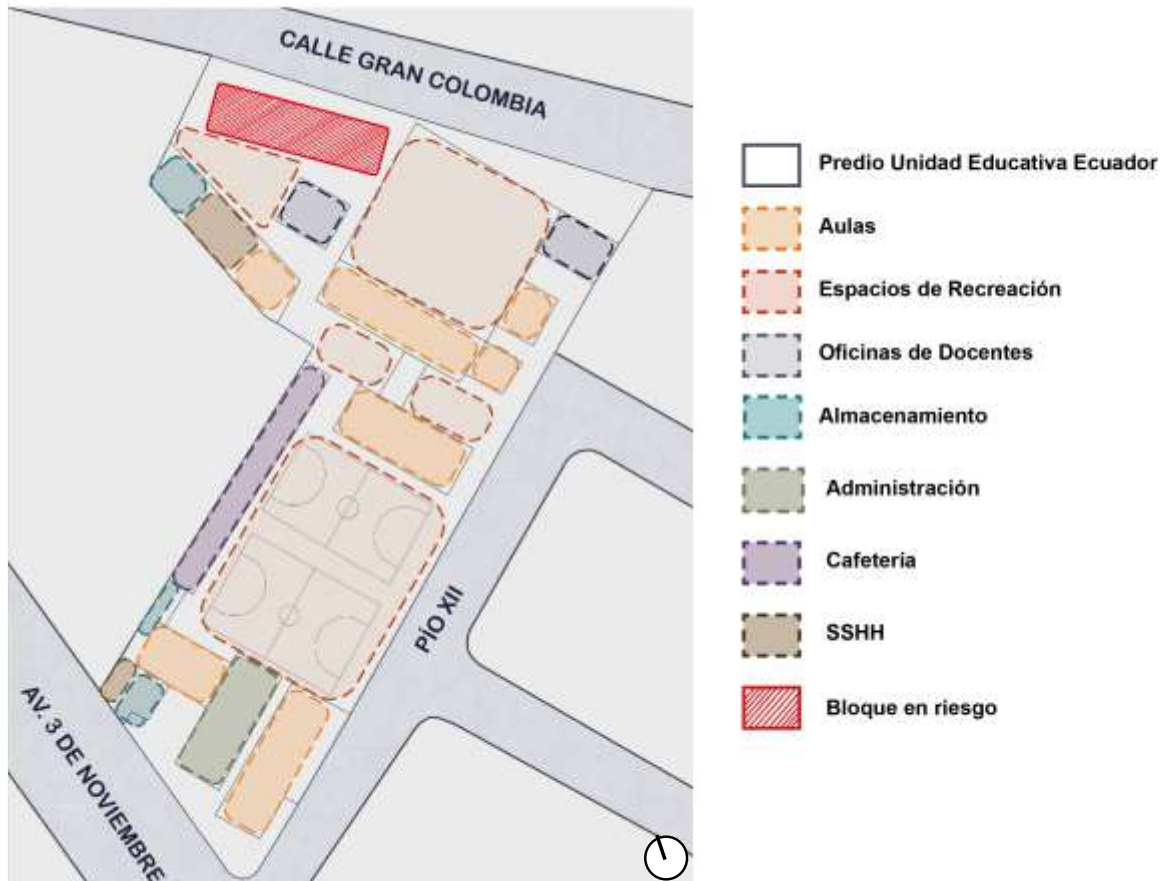 CALLE GRAN COLOMBIA
PÍO XII
AV. 3 DE NOVIEMBRE
Predio Unidad Educativa Ecuador
Aulas
Espacios de Recreación
Oficinas de Docentes
Almacenamiento
Administración
Cafetería
SSHH
Bloque en riesgo